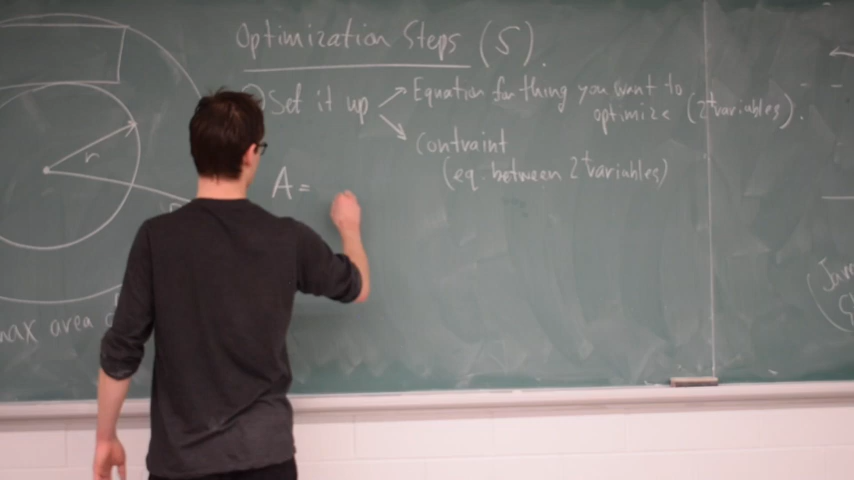 Optimization Steps (5).
Set it up → Equation for thing you want to
optimize (2+variables).
Contraint
(eq. between 2+variables)
A =
r
max area